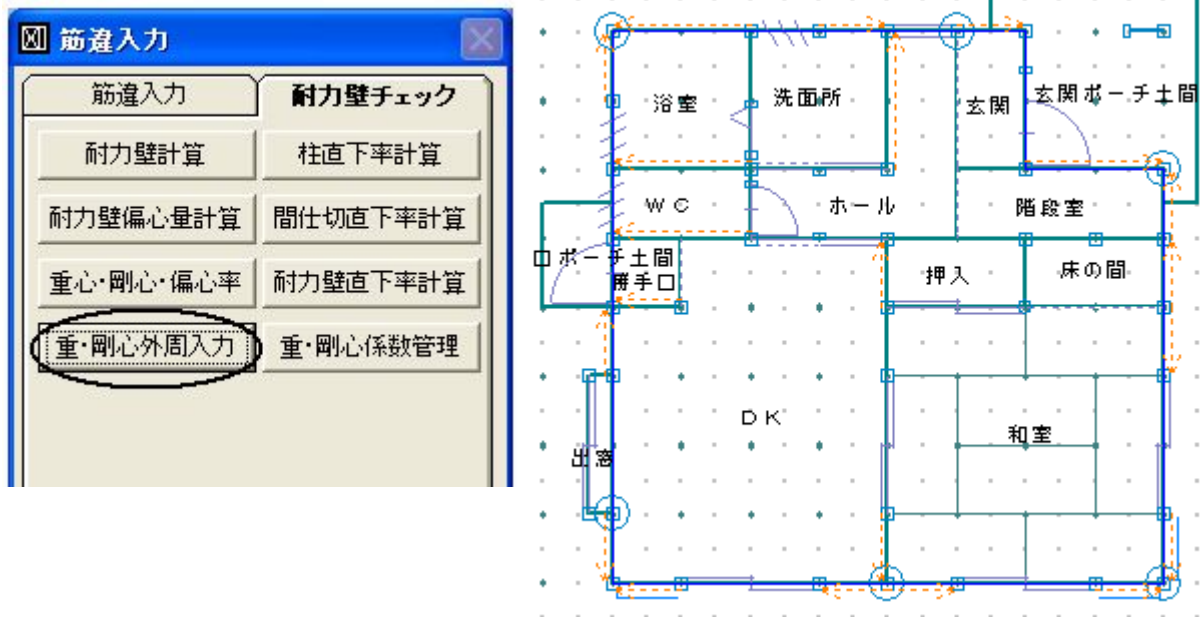 筋違入力
筋違入力
耐力壁チェック
耐力壁計算
柱直下率計算
耐力壁偏心量計算
間仕切直下率計算
重心・剛心・偏心率
耐力壁直下率計算
重・剛心外周入力
重・剛心係数管理
浴室
洗面所
玄関
玄関ポーチ土間
WC
ホール
階段室
口ポーチ土間
勝手口
押入
床の間
DK
和室
出窓